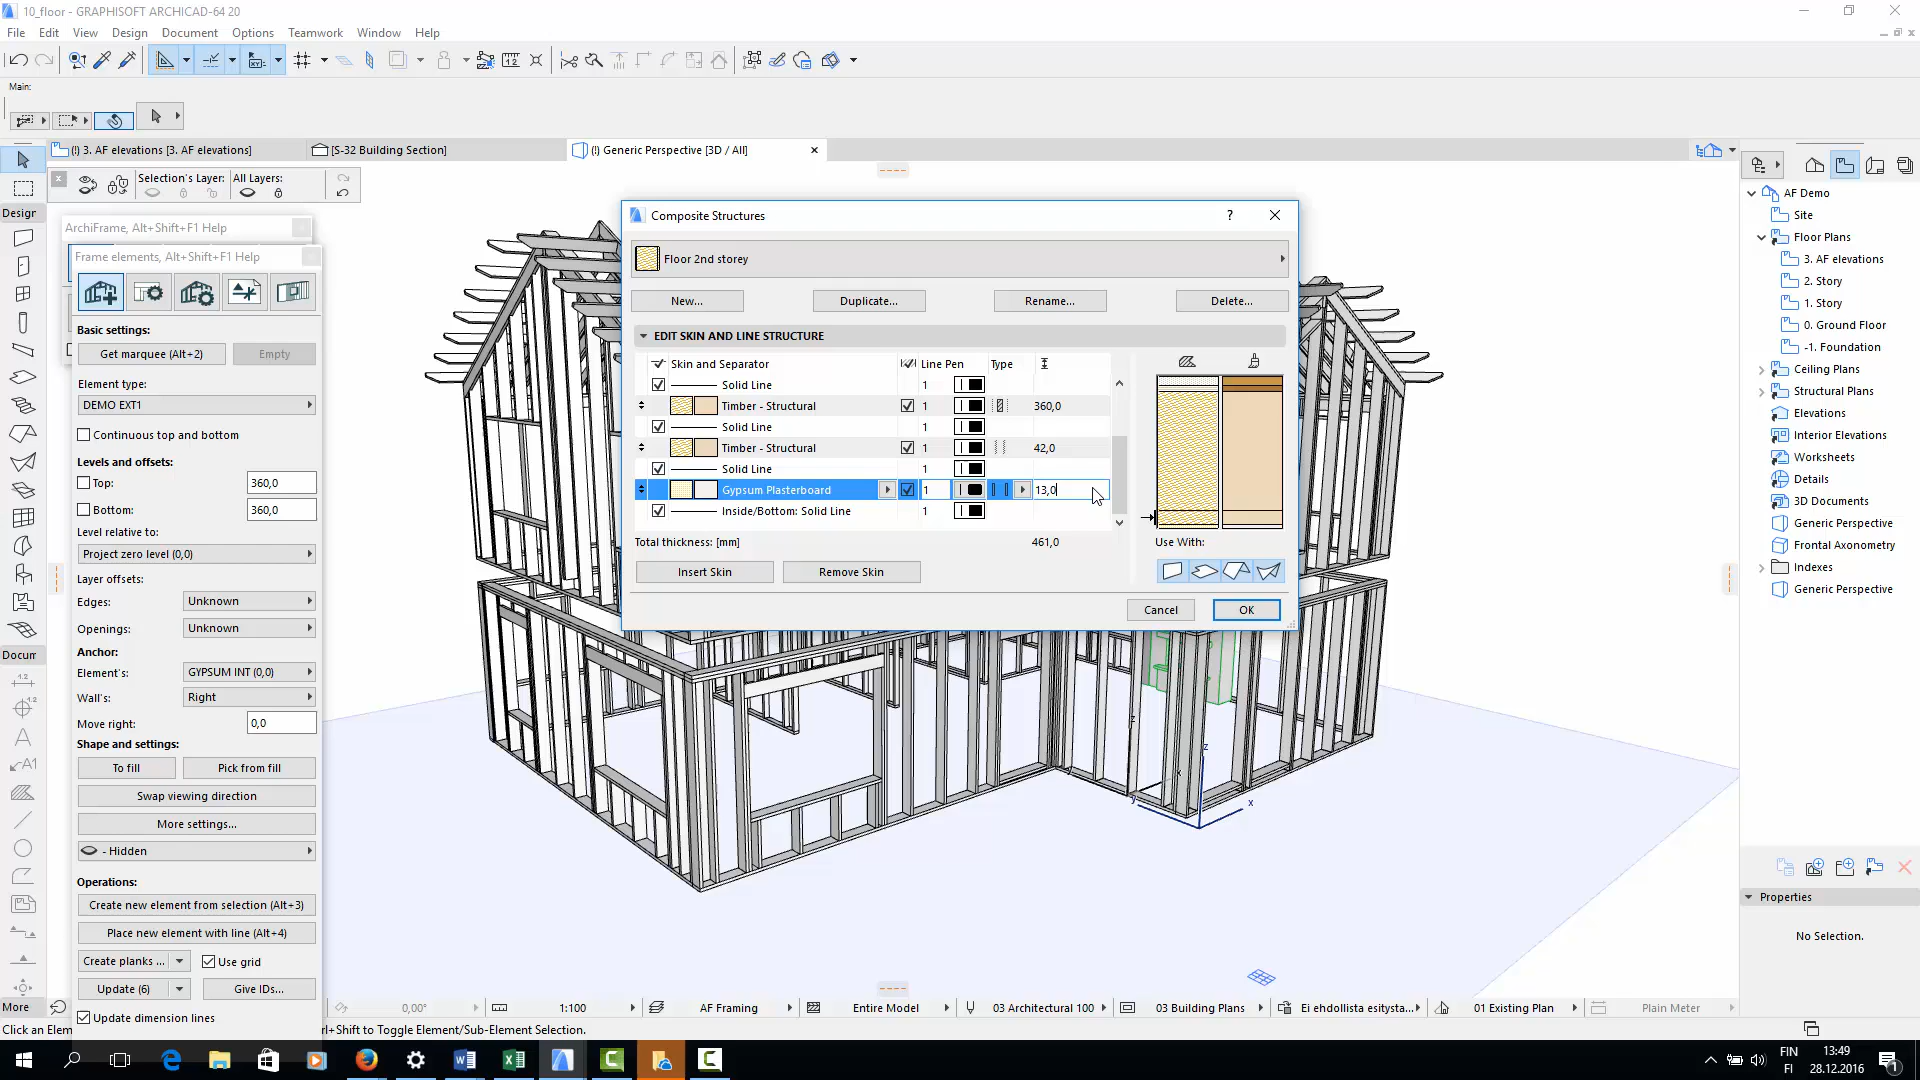 10_floor - GRAPHISOFT ARCHICAD-64 20
File Edit View Design Document Options Teamwork Window Help
Main:
(!) 3. AF elevations [3. AF elevations]
[S-32 Building Section]
(!) Generic Perspective [3D / All]
Selection's Layer: All Layers:
Design
ArchiFrame, Alt+Shift+F1 Help
Frame elements, Alt+Shift+F1 Help
Basic settings:
Get marquee (Alt+2) Empty
Element type:
DEMO EXT1
Continuous top and bottom
Levels and offsets:
Top: 360,0
Bottom: 360,0
Level relative to:
Project zero level (0,0)
Layer offsets:
Edges: Unknown
Openings: Unknown
Anchor:
Element's: GYPSUM INT (0,0)
Wall's: Right
Move right: 0,0
Shape and settings:
To fill Pick from fill
Swap viewing direction
More settings...
- Hidden
Operations:
Create new element from selection (Alt+3)
Place new element with line (Alt+4)
Create planks ... Use grid
Update (6) Give IDs...
Update dimension lines
Docum
1.2
A
A1
More
Composite Structures
?
Floor 2nd storey
New... Duplicate... Rename... Delete...
EDIT SKIN AND LINE STRUCTURE
Skin and Separator Line Pen Type
Solid Line 1
Timber - Structural 1 360,0
Solid Line 1
Timber - Structural 1 42,0
Solid Line 1
Gypsum Plasterboard 1 13,0
Inside/Bottom: Solid Line 1
Total thickness: [mm] 461,0
Use With:
Insert Skin Remove Skin
Cancel OK
z
z
x
y
x
AF Demo
Site
Floor Plans
3. AF elevations
2. Story
1. Story
0. Ground Floor
-1. Foundation
Ceiling Plans
Structural Plans
Elevations
Interior Elevations
Worksheets
Details
3D Documents
Generic Perspective
Frontal Axonometry
Indexes
Generic Perspective
Properties
No Selection.
0,00° 1:100 AF Framing Entire Model 03 Architectural 100 03 Building Plans Ei ehdollista esitysta... 01 Existing Plan Plain Meter
Click an Elem
rl+Shift to Toggle Element/Sub-Element Selection.
FIN
FI
13:49
28.12.2016
1